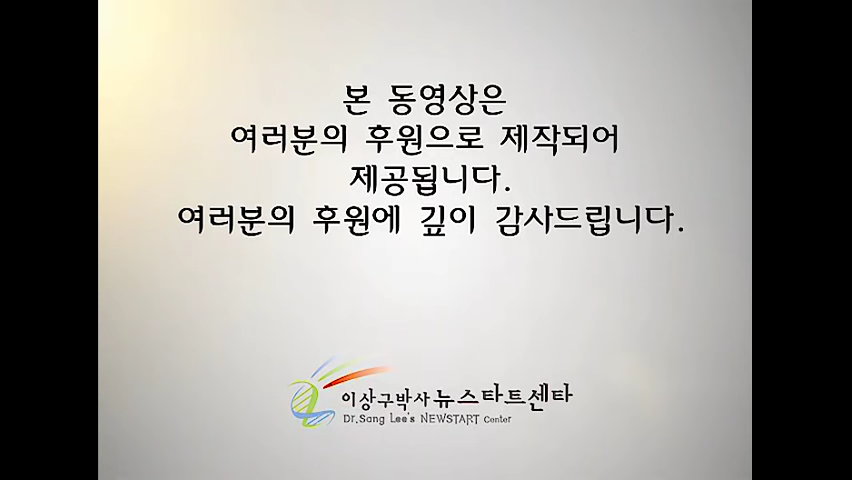 본 동영상은
여러분의 후원으로 제작되어
제공됩니다.
여러분의 후원에 깊이 감사드립니다.
이상구박사 뉴스타트센타
Dr.Sang Lee's NEWSTART Center